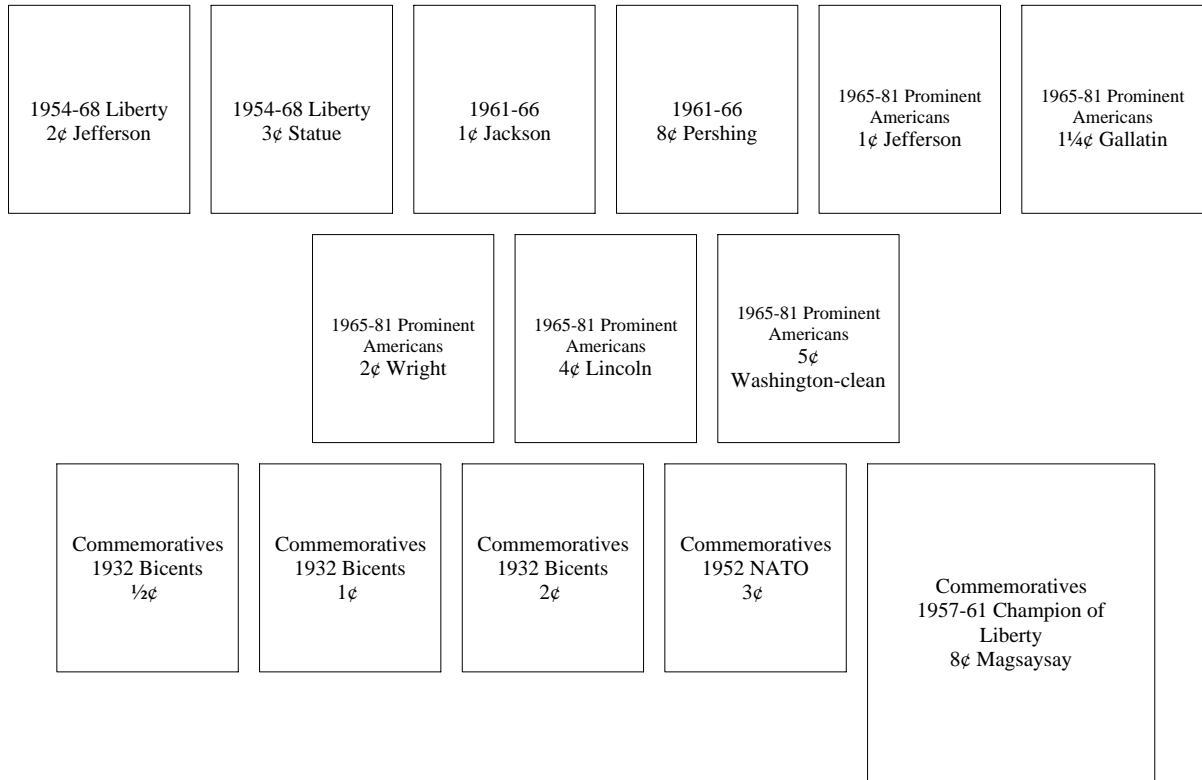 1954-68 Liberty
2¢ Jefferson
1954-68 Liberty
3¢ Statue
1961-66
1¢ Jackson
1961-66
8¢ Pershing
1965-81 Prominent
Americans
1¢ Jefferson
1965-81 Prominent
Americans
1¼¢ Gallatin
1965-81 Prominent
Americans
2¢ Wright
1965-81 Prominent
Americans
4¢ Lincoln
1965-81 Prominent
Americans
5¢
Washington-clean
Commemoratives
1932 Bicents
½¢
Commemoratives
1932 Bicents
1¢
Commemoratives
1932 Bicents
2¢
Commemoratives
1952 NATO
3¢
Commemoratives
1957-61 Champion of
Liberty
8¢ Magsaysay